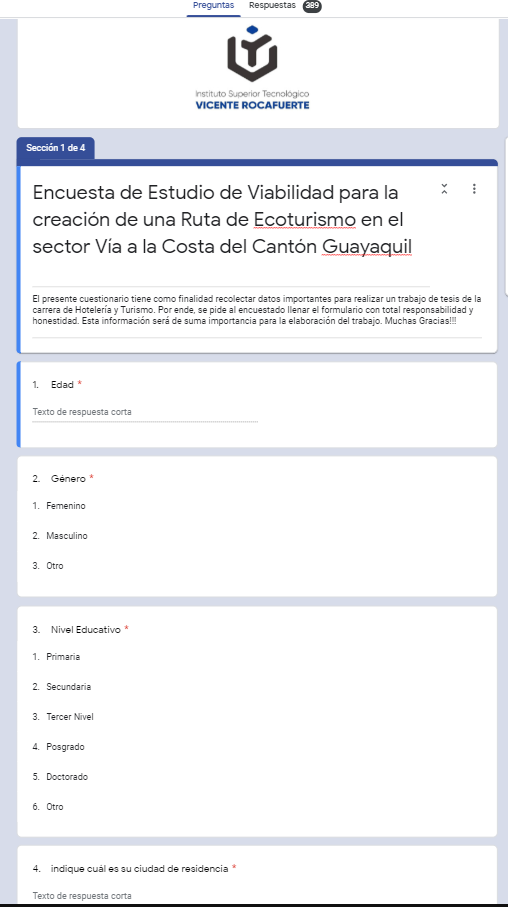 Preguntas Respuestas 389
Instituto Superior Tecnológico
VICENTE ROCAFUERTE
Sección 1 de 4
Encuesta de Estudio de Viabilidad para la
creación de una Ruta de Ecoturismo en el
sector Vía a la Costa del Cantón Guayaquil
El presente cuestionario tiene como finalidad recolectar datos importantes para realizar un trabajo de tesis de la
carrera de Hotelería y Turismo. Por ende, se pide al encuestado llenar el formulario con total responsabilidad y
honestidad. Esta información será de suma importancia para la elaboración del trabajo. Muchas Gracias!!!
1. Edad *
Texto de respuesta corta
2. Género *
1. Femenino
2. Masculino
3. Otro
3. Nivel Educativo *
1. Primaria
2. Secundaria
3. Tercer Nivel
4. Posgrado
5. Doctorado
6. Otro
4. indique cuál es su ciudad de residencia *
Texto de respuesta corta